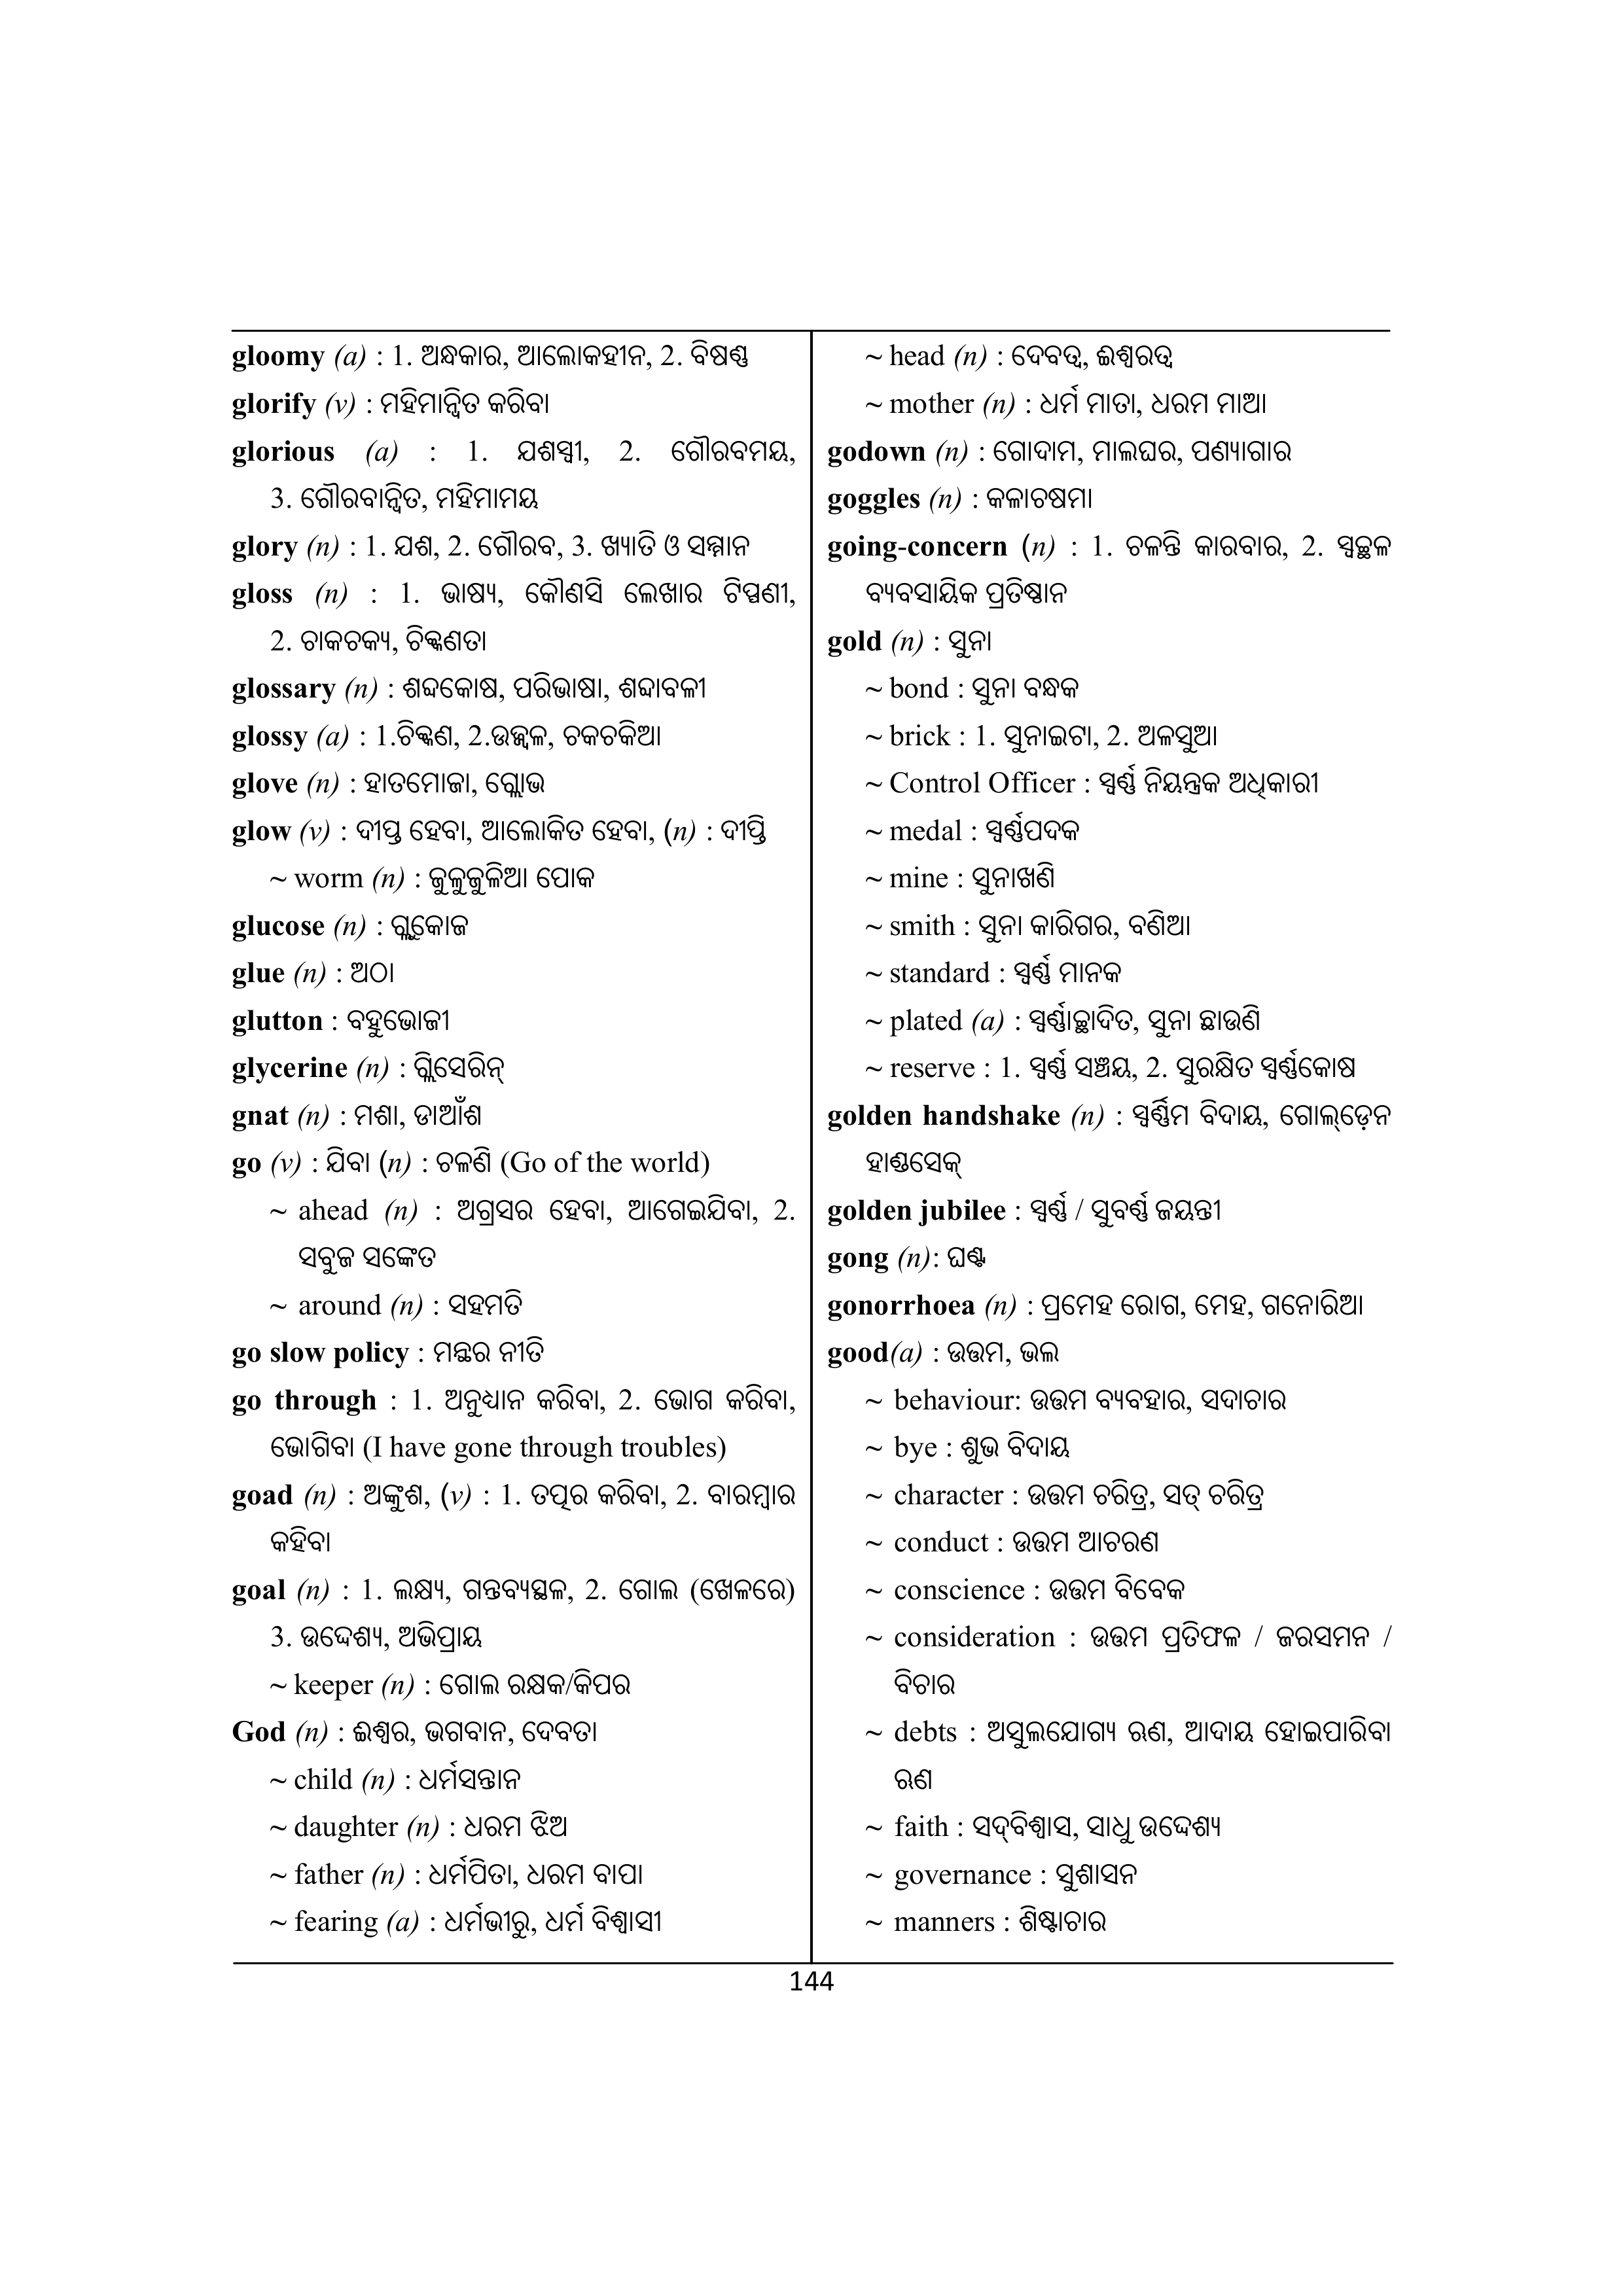 gloomy (a) : 1. ଅନ୍ଧକାର, ଆଲୋକହୀନ, 2. ବିଷଣ୍ଣ
glorify (v) : ମହିମାନ୍ୱିତ କରିବା
glorious (a) : 1. ଯଶସ୍ୱୀ, 2. ଗୌରବମୟ,
3. ଗୌରବାନ୍ୱିତ, ମହିମାମୟ
glory (n) : 1. ଯଶ, 2. ଗୌରବ, 3. ଖ୍ୟାତି ଓ ସମ୍ମାନ
gloss (n) : 1. ଭାଷ୍ୟ, କୌଣସି ଲେଖାର ଟିପ୍ପଣୀ,
2. ଚାକଚକ୍ୟ, ଚିକ୍କଣତା
glossary (n) : ଶବ୍ଦକୋଷ, ପରିଭାଷା, ଶବ୍ଦାବଳୀ
glossy (a) : 1.ଚିକ୍କଣ, 2.ଉଜ୍ଜ୍ୱଳ, ଚକଚକିଆ
glove (n) : ହାତମୋଜା, ଗ୍ଲୋଭ
glow (v) : ଦୀପ୍ତ ହେବା, ଆଲୋକିତ ହେବା, (n) : ଦୀପ୍ତି
~ worm (n) : ଜୁଳୁଜୁଳିଆ ପୋକ
glucose (n) : ଗ୍ଲୁକୋଜ
glue (n) : ଅଠା
glutton : ବହୁଭୋଜୀ
glycerine (n) : ଗ୍ଲିସେରିନ୍
gnat (n) : ମଶା, ଡାଆଁଶ
go (v) : ଯିବା (n) : ଚଳଣି (Go of the world)
~ ahead (n) : ଅଗ୍ରସର ହେବା, ଆଗେଇଯିବା, 2.
ସବୁଜ ସଙ୍କେତ
~ around (n) : ସହମତି
go slow policy : ମନ୍ଥର ନୀତି
go through : 1. ଅନୁଧ୍ୟାନ କରିବା, 2. ଭୋଗ କରିବା,
ଭୋଗିବା (I have gone through troubles)
goad (n) : ଅଙ୍କୁଶ, (v) : 1. ତତ୍ପର କରିବା, 2. ବାରମ୍ବାର
କହିବା
goal (n) : 1. ଲକ୍ଷ୍ୟ, ଗନ୍ତବ୍ୟସ୍ଥଳ, 2. ଗୋଲ (ଖେଳରେ)
3. ଉଦ୍ଦେଶ୍ୟ, ଅଭିପ୍ରାୟ
~ keeper (n) : ଗୋଲ ରକ୍ଷକ/କିପର
God (n) : ଈଶ୍ୱର, ଭଗବାନ, ଦେବତା
~ child (n) : ଧର୍ମସନ୍ତାନ
~ daughter (n) : ଧରମ ଝିଅ
~ father (n) : ଧର୍ମପିତା, ଧରମ ବାପା
~ fearing (a) : ଧର୍ମଭୀରୁ, ଧର୍ମ ବିଶ୍ୱାସୀ
~ head (n) : ଦେବତ୍ୱ, ଈଶ୍ୱରତ୍ୱ
~ mother (n) : ଧର୍ମ ମାତା, ଧରମ ମାଆ
godown (n) : ଗୋଦାମ, ମାଲଘର, ପଣ୍ୟାଗାର
goggles (n) : କଳାଚଷମା
going-concern (n) : 1. ଚଳନ୍ତି କାରବାର, 2. ସ୍ୱଚ୍ଛଳ
ବ୍ୟବସାୟିକ ପ୍ରତିଷ୍ଠାନ
gold (n) : ସୁନା
~ bond : ସୁନା ବନ୍ଧକ
~ brick : 1. ସୁନାଇଟା, 2. ଅଳସୁଆ
~ Control Officer : ସ୍ୱର୍ଣ୍ଣ ନିୟନ୍ତ୍ରକ ଅଧିକାରୀ
~ medal : ସ୍ୱର୍ଣ୍ଣପଦକ
~ mine : ସୁନାଖଣି
~ smith : ସୁନା କାରିଗର, ବଣିଆ
~ standard : ସ୍ୱର୍ଣ୍ଣ ମାନକ
~ plated (a) : ସ୍ୱର୍ଣ୍ଣାଚ୍ଛାଦିତ, ସୁନା ଛାଉଣି
~ reserve : 1. ସ୍ୱର୍ଣ୍ଣ ସଞ୍ଚୟ, 2. ସୁରକ୍ଷିତ ସ୍ୱର୍ଣ୍ଣକୋଷ
golden handshake (n) : ସ୍ୱର୍ଣ୍ଣିମ ବିଦାୟ, ଗୋଲ୍‌ଡ଼େନ
ହାଣ୍ଡସେକ୍
golden jubilee : ସ୍ୱର୍ଣ୍ଣ / ସୁବର୍ଣ୍ଣ ଜୟନ୍ତୀ
gong (n): ଘଣ୍ଟ
gonorrhoea (n) : ପ୍ରମେହ ରୋଗ, ମେହ, ଗନୋରିଆ
good(a) : ଉତ୍ତମ, ଭଲ
~ behaviour: ଉତ୍ତମ ବ୍ୟବହାର, ସଦାଚାର
~ bye : ଶୁଭ ବିଦାୟ
~ character : ଉତ୍ତମ ଚରିତ୍ର, ସତ୍ ଚରିତ୍ର
~ conduct : ଉତ୍ତମ ଆଚରଣ
~ conscience : ଉତ୍ତମ ବିବେକ
~ consideration : ଉତ୍ତମ ପ୍ରତିଫଳ / ଜରସମନ /
ବିଚାର
~ debts : ଅସୁଲଯୋଗ୍ୟ ଋଣ, ଆଦାୟ ହୋଇପାରିବା
ଋଣ
~ faith : ସଦ୍‌ବିଶ୍ୱାସ, ସାଧୁ ଉଦ୍ଦେଶ୍ୟ
~ governance : ସୁଶାସନ
~ manners : ଶିଷ୍ଟାଚାର
144